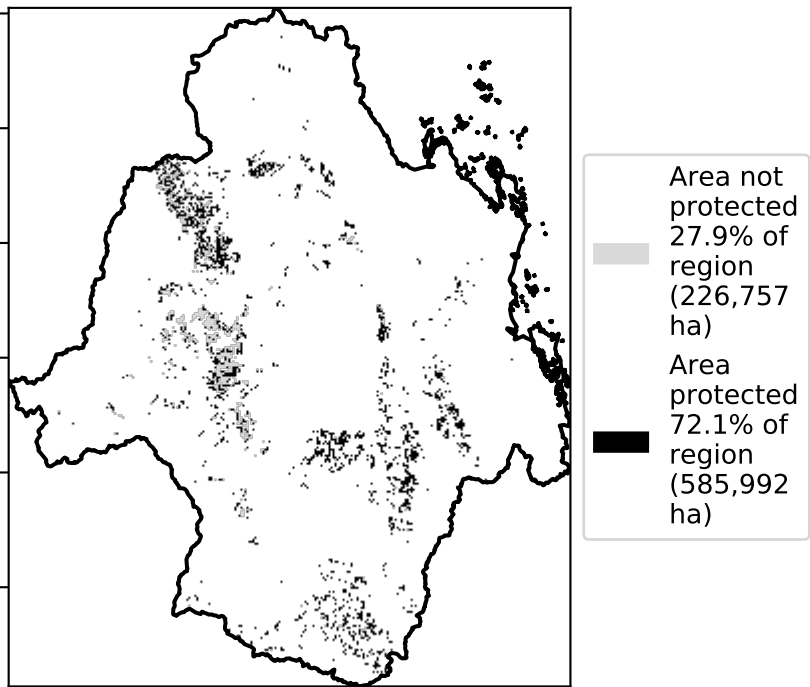 Area not
protected
27.9% of
region
(226,757
ha)
Area
protected
72.1% of
region
(585,992
ha)